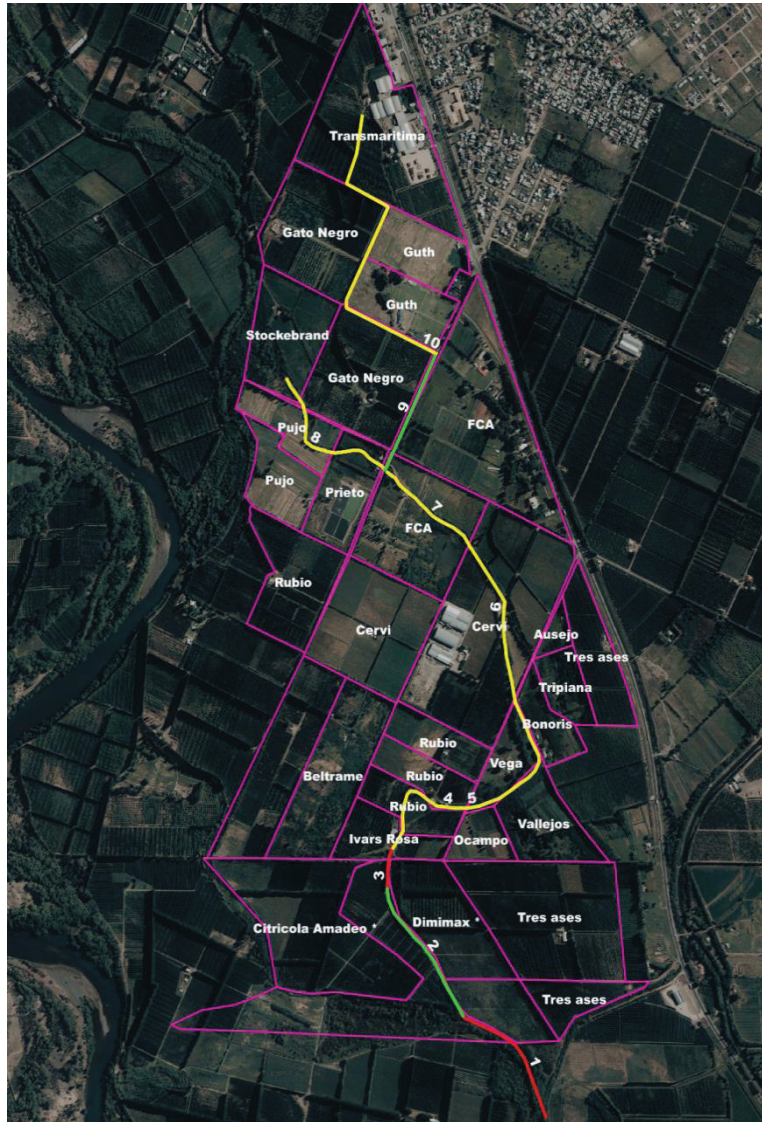 Transmaritima
Gato Negro
Guth
Guth
10
Stockebrand
Gato Negro
9
FCA
Pujo
8
Pujo
Prieto
7
FCA
Rubio
6
Cervi
Cervi
Ausejo
Tres ases
Tripiana
Bonoris
Rubio
Vega
Beltrame
Rubio
4
5
Rubio
Vallejos
Ivars Rosa
Ocampo
3
Citricola Amadeo *
Dimimax *
Tres ases
2
Tres ases
1